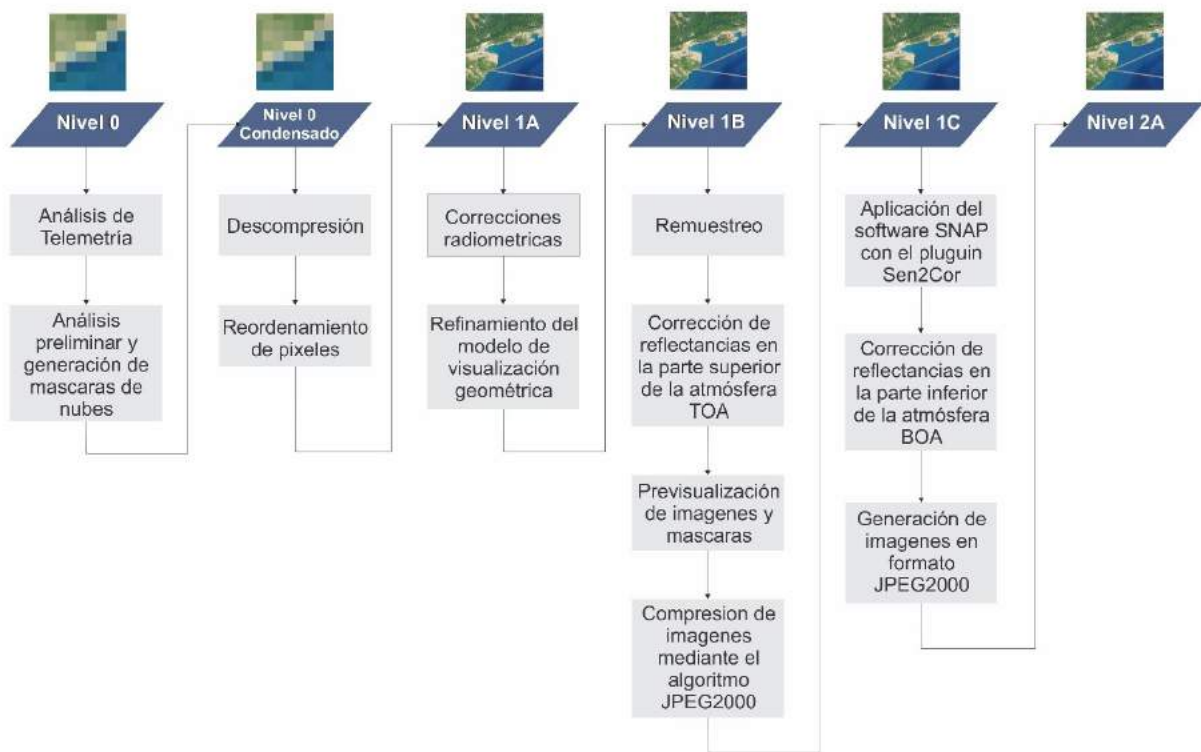 Nivel 0
Análisis de
Telemetría
Análisis
preliminar y
generación de
mascaras de
nubes
Nivel 0
Condensado
Descompresión
Reordenamiento
de pixeles
Nivel 1A
Correcciones
radiometricas
Refinamiento del
modelo de
visualización
geométrica
Nivel 1B
Remuestreo
Corrección de
reflectancias en
la parte superior
de la atmósfera
TOA
Previsualización
de imagenes y
mascaras
Compresion de
imagenes
mediante el
algoritmo
JPEG2000
Nivel 1C
Aplicación del
software SNAP
con el pluguin
Sen2Cor
Corrección de
reflectancias en
la parte inferior
de la atmósfera
BOA
Generación de
imagenes en
formato
JPEG2000
Nivel 2A